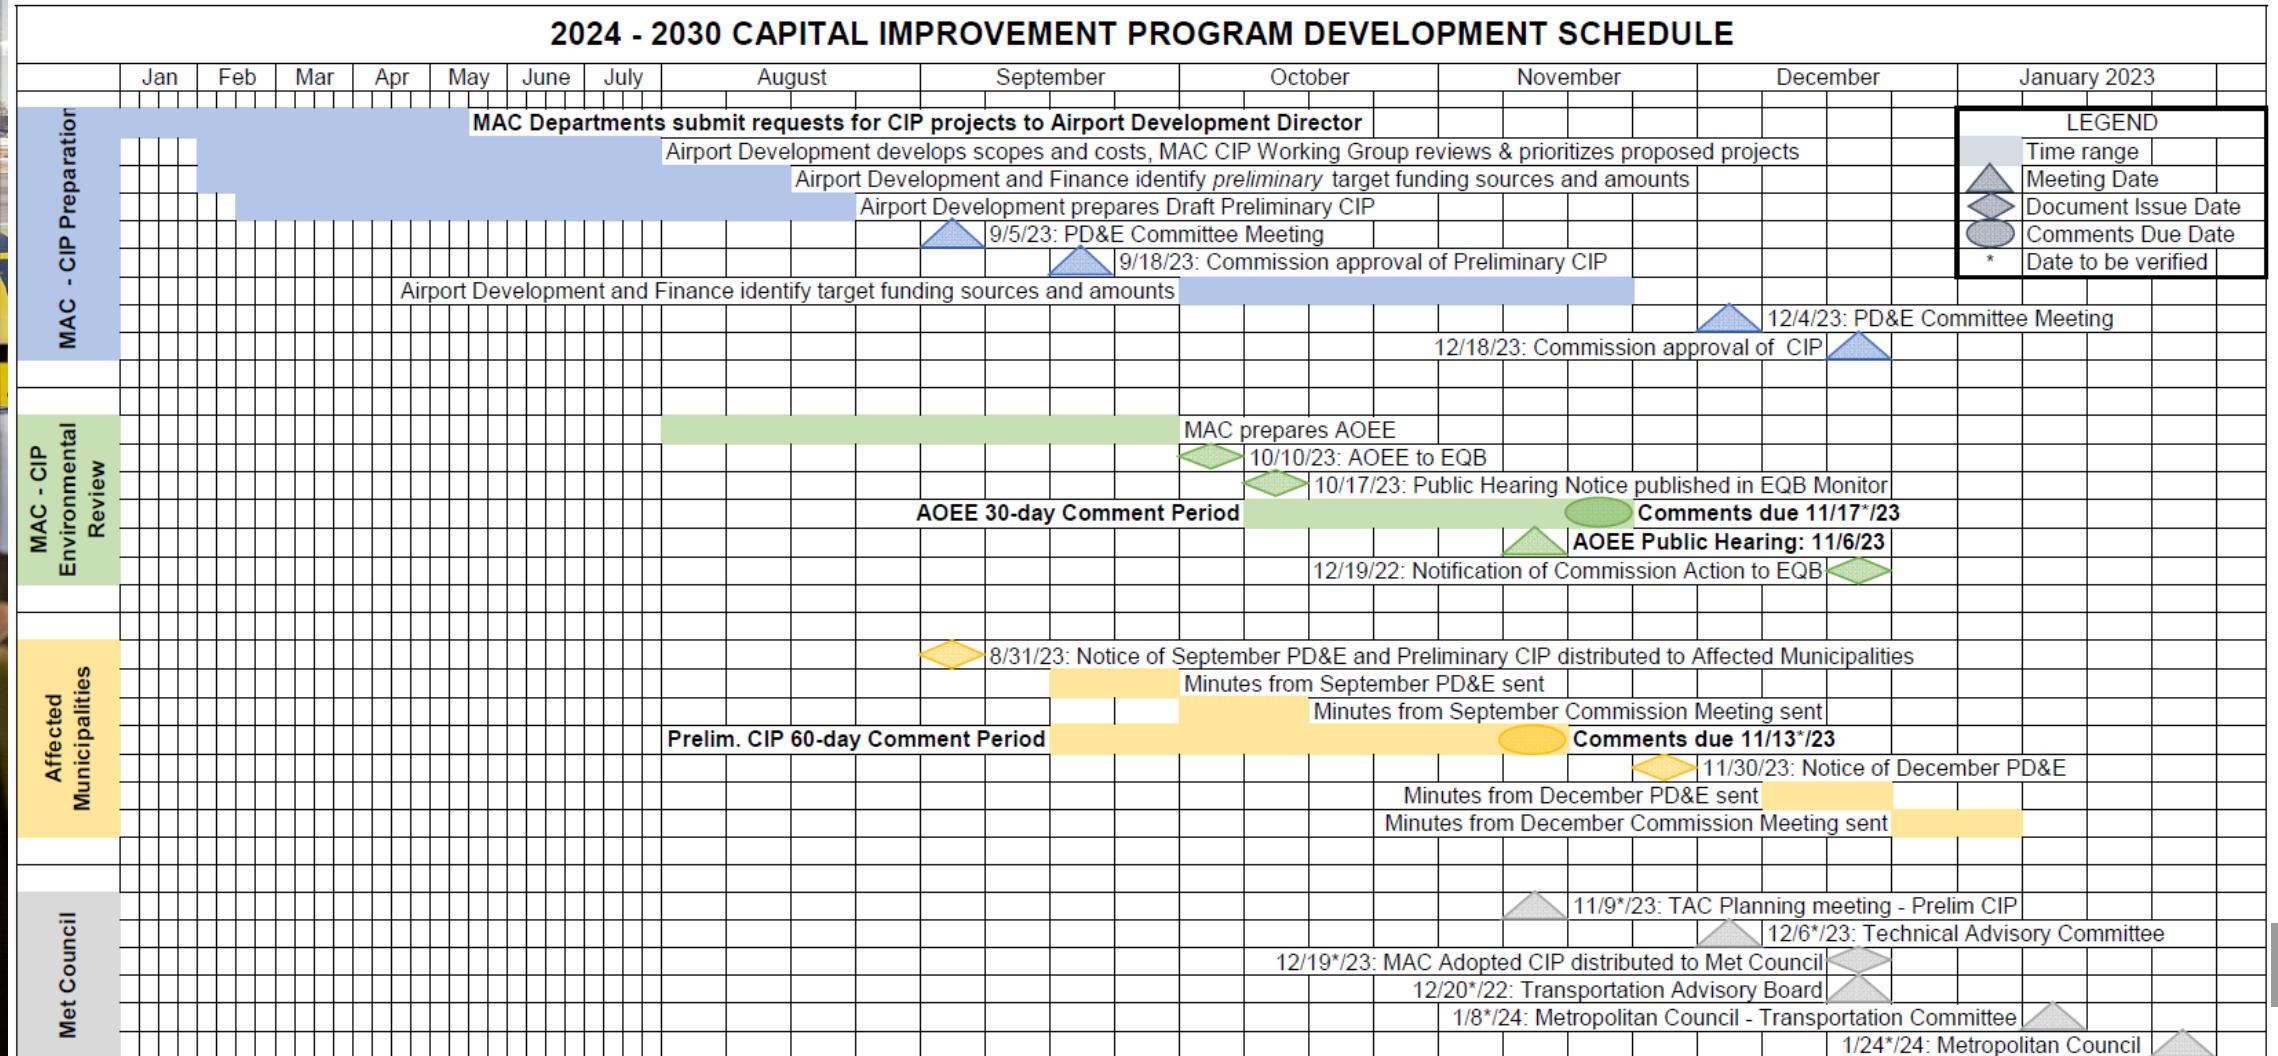 2024 - 2030 CAPITAL IMPROVEMENT PROGRAM DEVELOPMENT SCHEDULE
Jan Feb Mar Apr May June July August September October November December January 2023
MAC - CIP Preparation
MAC Departments submit requests for CIP projects to Airport Development Director
Airport Development develops scopes and costs, MAC CIP Working Group reviews & prioritizes proposed projects
Airport Development and Finance identify preliminary target funding sources and amounts
Airport Development prepares Draft Preliminary CIP
9/5/23: PD&E Committee Meeting
9/18/23: Commission approval of Preliminary CIP
Airport Development and Finance identify target funding sources and amounts
12/4/23: PD&E Committee Meeting
12/18/23: Commission approval of CIP
LEGEND
Time range
Meeting Date
Document Issue Date
Comments Due Date
* Date to be verified
MAC - CIP
Environmental
Review
MAC prepares AOEE
10/10/23: AOEE to EQB
10/17/23: Public Hearing Notice published in EQB Monitor
AOEE 30-day Comment Period Comments due 11/17*/23
AOEE Public Hearing: 11/6/23
12/19/22: Notification of Commission Action to EQB
Affected
Municipalities
8/31/23: Notice of September PD&E and Preliminary CIP distributed to Affected Municipalities
Minutes from September PD&E sent
Minutes from September Commission Meeting sent
Prelim. CIP 60-day Comment Period Comments due 11/13*/23
11/30/23: Notice of December PD&E
Minutes from December PD&E sent
Minutes from December Commission Meeting sent
Met Council
11/9*/23: TAC Planning meeting - Prelim CIP
12/6*/23: Technical Advisory Committee
12/19*/23: MAC Adopted CIP distributed to Met Council
12/20*/22: Transportation Advisory Board
1/8*/24: Metropolitan Council - Transportation Committee
1/24*/24: Metropolitan Council